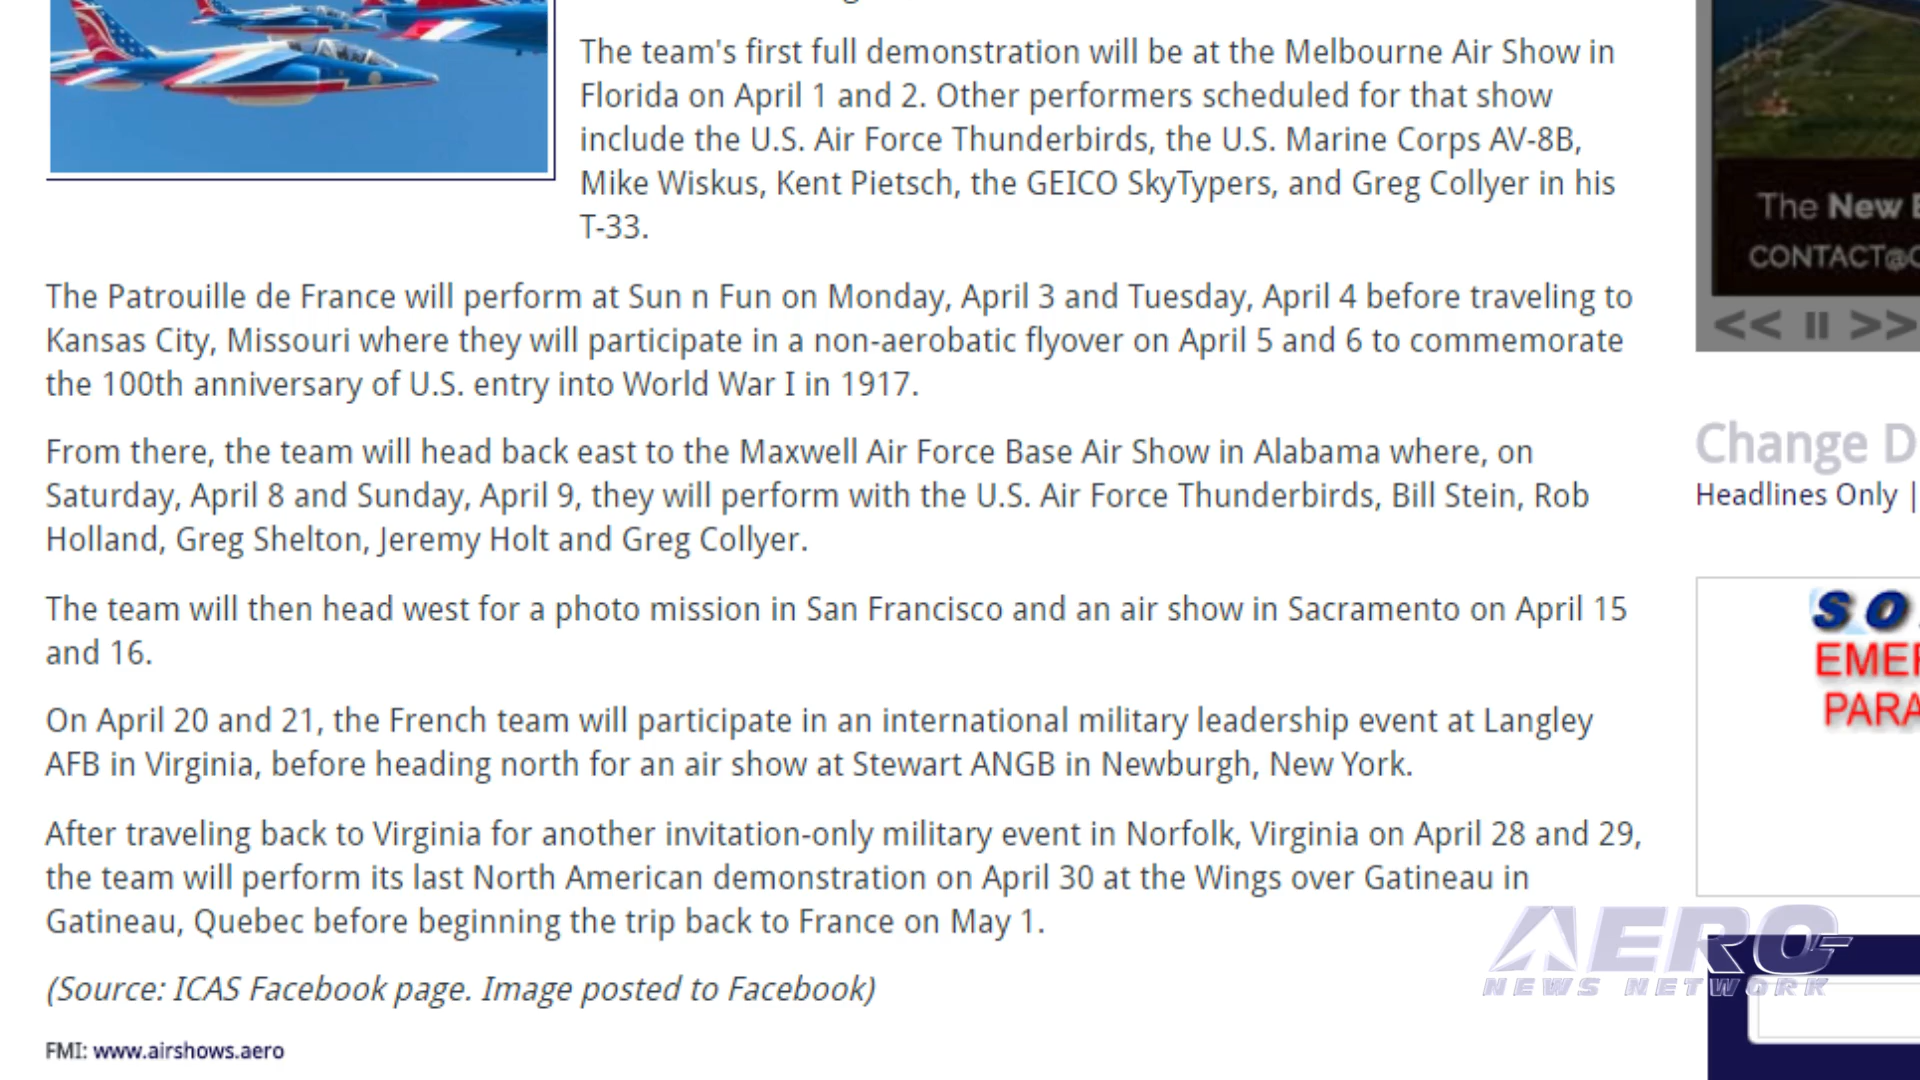 The team's first full demonstration will be at the Melbourne Air Show in
Florida on April 1 and 2. Other performers scheduled for that show
include the U.S. Air Force Thunderbirds, the U.S. Marine Corps AV-8B,
Mike Wiskus, Kent Pietsch, the GEICO SkyTypers, and Greg Collyer in his
T-33.
The Patrouille de France will perform at Sun n Fun on Monday, April 3 and Tuesday, April 4 before traveling to
Kansas City, Missouri where they will participate in a non-aerobatic flyover on April 5 and 6 to commemorate
the 100th anniversary of U.S. entry into World War I in 1917.
From there, the team will head back east to the Maxwell Air Force Base Air Show in Alabama where, on
Saturday, April 8 and Sunday, April 9, they will perform with the U.S. Air Force Thunderbirds, Bill Stein, Rob
Holland, Greg Shelton, Jeremy Holt and Greg Collyer.
The team will then head west for a photo mission in San Francisco and an air show in Sacramento on April 15
and 16.
On April 20 and 21, the French team will participate in an international military leadership event at Langley
AFB in Virginia, before heading north for an air show at Stewart ANGB in Newburgh, New York.
After traveling back to Virginia for another invitation-only military event in Norfolk, Virginia on April 28 and 29,
the team will perform its last North American demonstration on April 30 at the Wings over Gatineau in
Gatineau, Quebec before beginning the trip back to France on May 1.
(Source: ICAS Facebook page. Image posted to Facebook)
FMI: www.airshows.aero
The New
CONTACT@
<< II >>
Change D
Headlines Only |
SO
EMER
PARA
AERO-
NEWS NETWORK